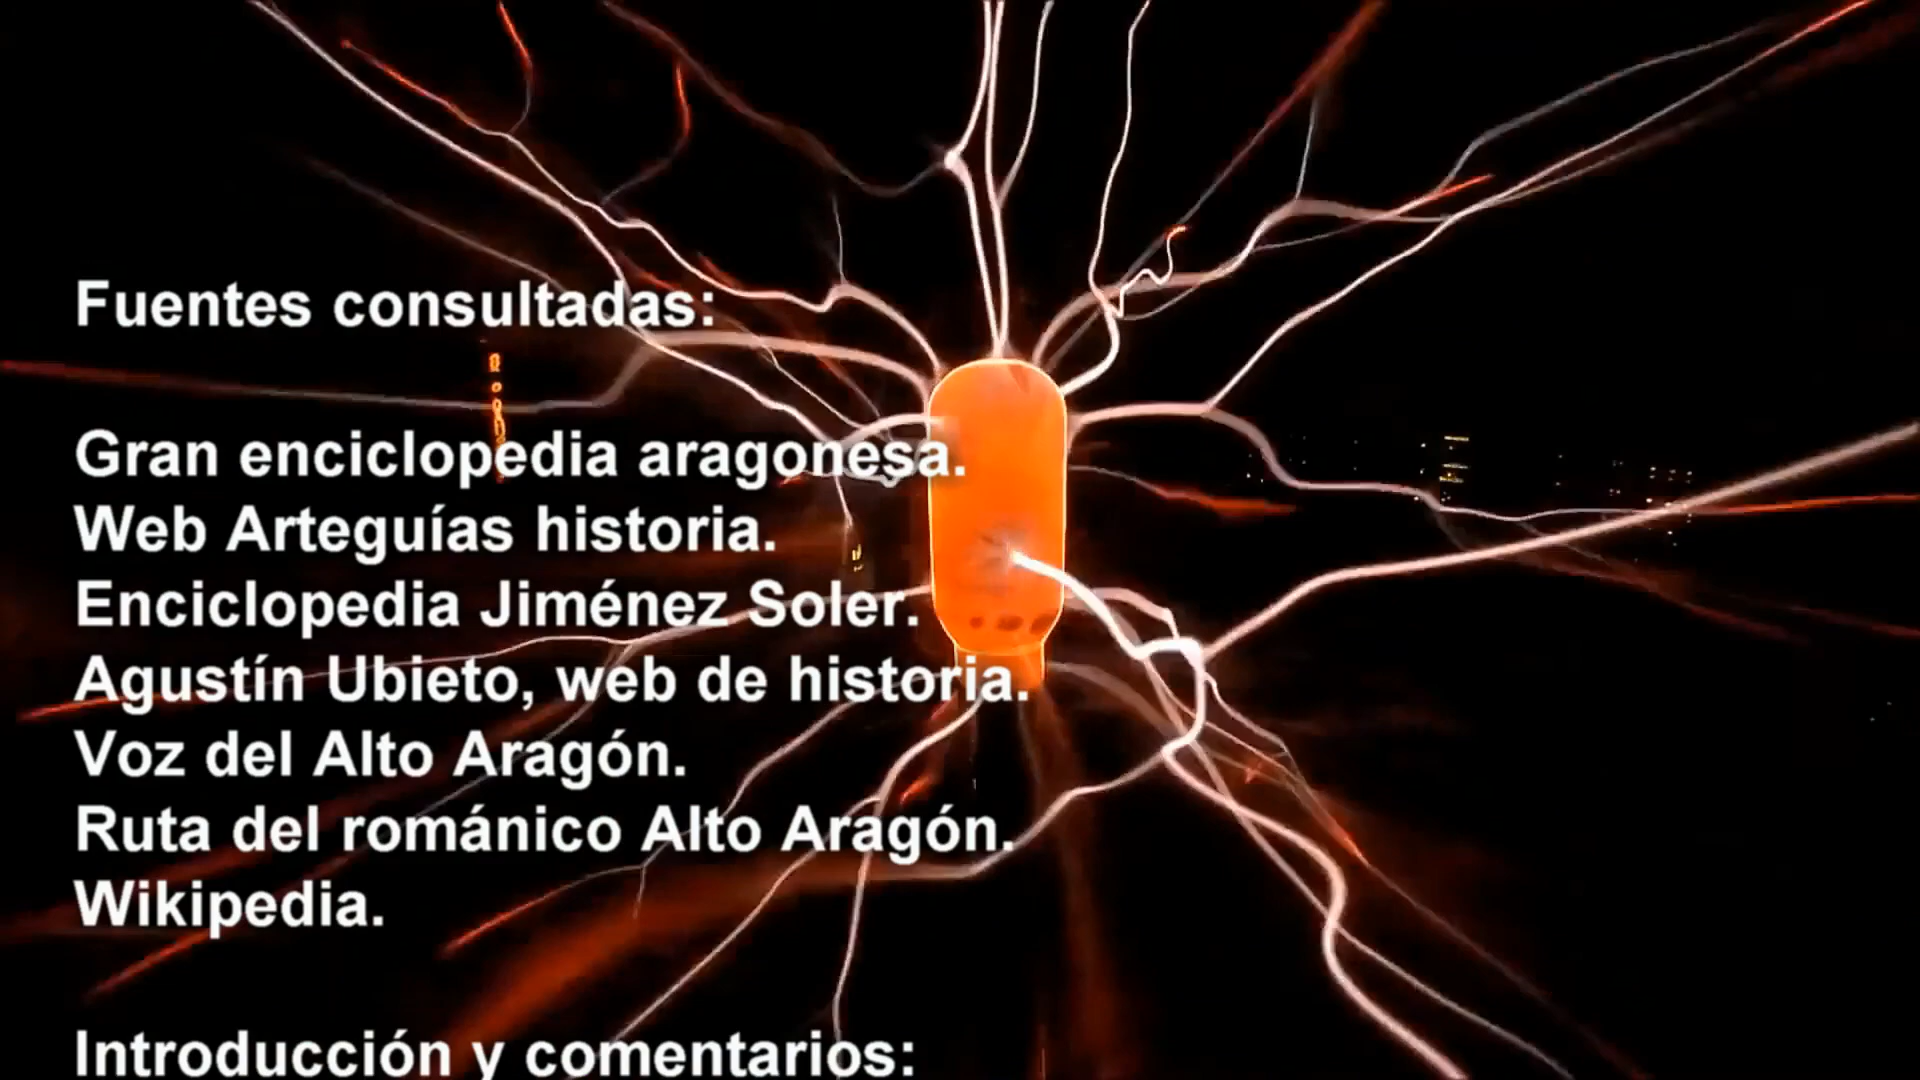 Fuentes consultadas:
Gran enciclopedia aragonesa.
Web Arteguías historia.
Enciclopedia Jiménez Soler.
Agustín Ubieto, web de historia.
Voz del Alto Aragón.
Ruta del románico Alto Aragón.
Wikipedia.
Introducción y comentarios: